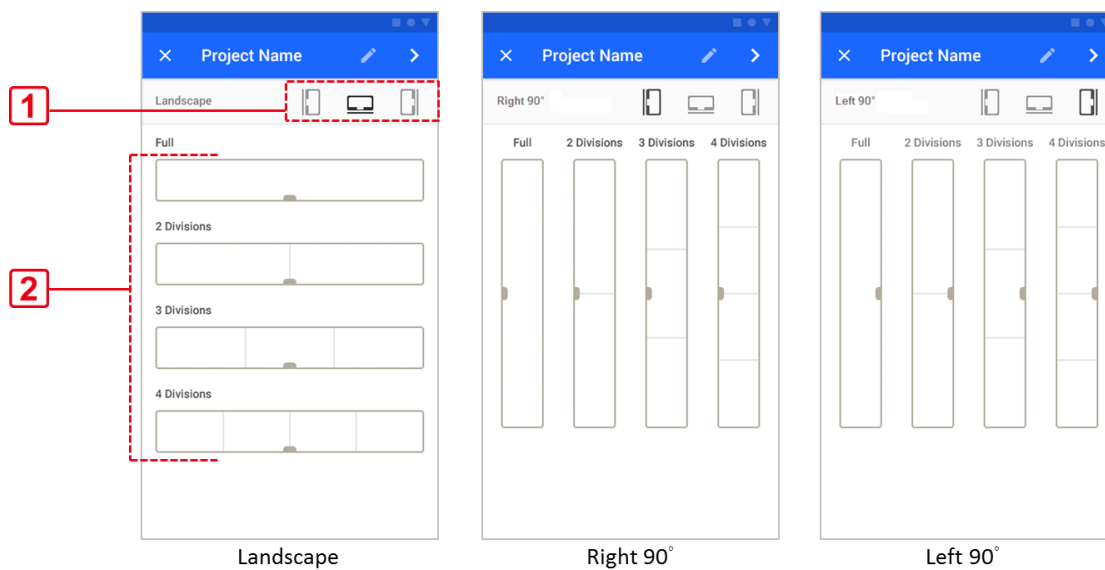 Project Name
Project Name
Project Name
1
Landscape
Right 90°
Left 90°
Full
Full 2 Divisions 3 Divisions 4 Divisions
Full 2 Divisions 3 Divisions 4 Divisions
2 Divisions
2
3 Divisions
4 Divisions
Landscape
Right 90°
Left 90°